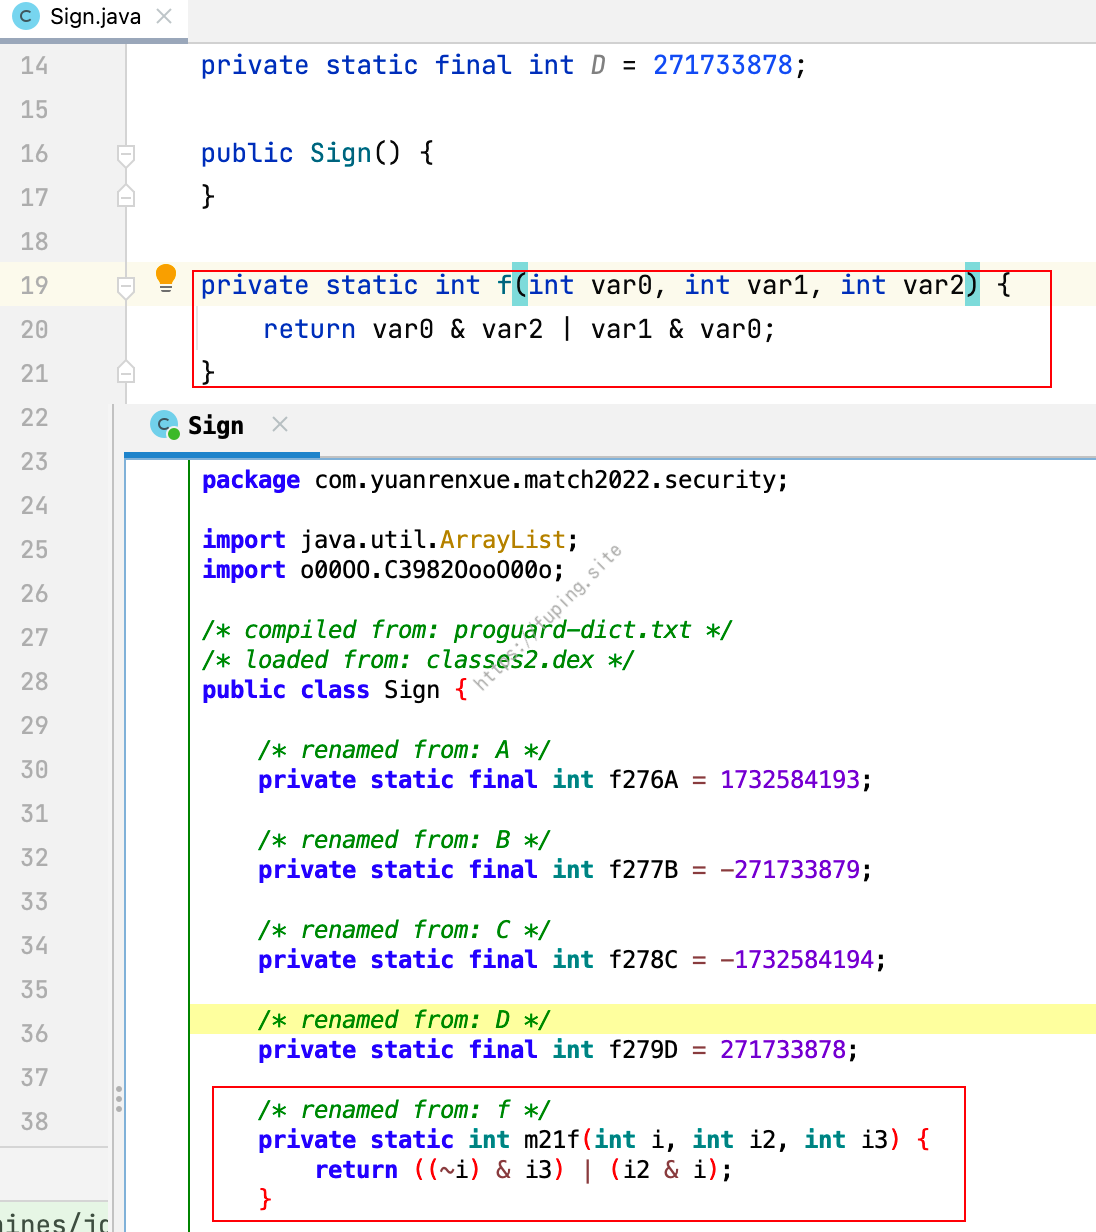 Sign.java
14 private static final int D = 271733878;
15
16 public Sign() {
17 }
18
19 private static int f(int var0, int var1, int var2) {
20 return var0 & var2 | var1 & var0;
21 }
22
23
24
25
26
27
28
29
30
31
32
33
34
35
36
37
38
Sign
package com.yuanrenxue.match2022.security;
import java.util.ArrayList;
import o00OO.C3982OooO00o;
/* compiled from: proguard-dict.txt */
/* loaded from: classes2.dex */
public class Sign {
/* renamed from: A */
private static final int f276A = 1732584193;
/* renamed from: B */
private static final int f277B = -271733879;
/* renamed from: C */
private static final int f278C = -1732584194;
/* renamed from: D */
private static final int f279D = 271733878;
/* renamed from: f */
private static int m21f(int i, int i2, int i3) {
return ((~i) & i3) | (i2 & i);
}
https://fuping.site